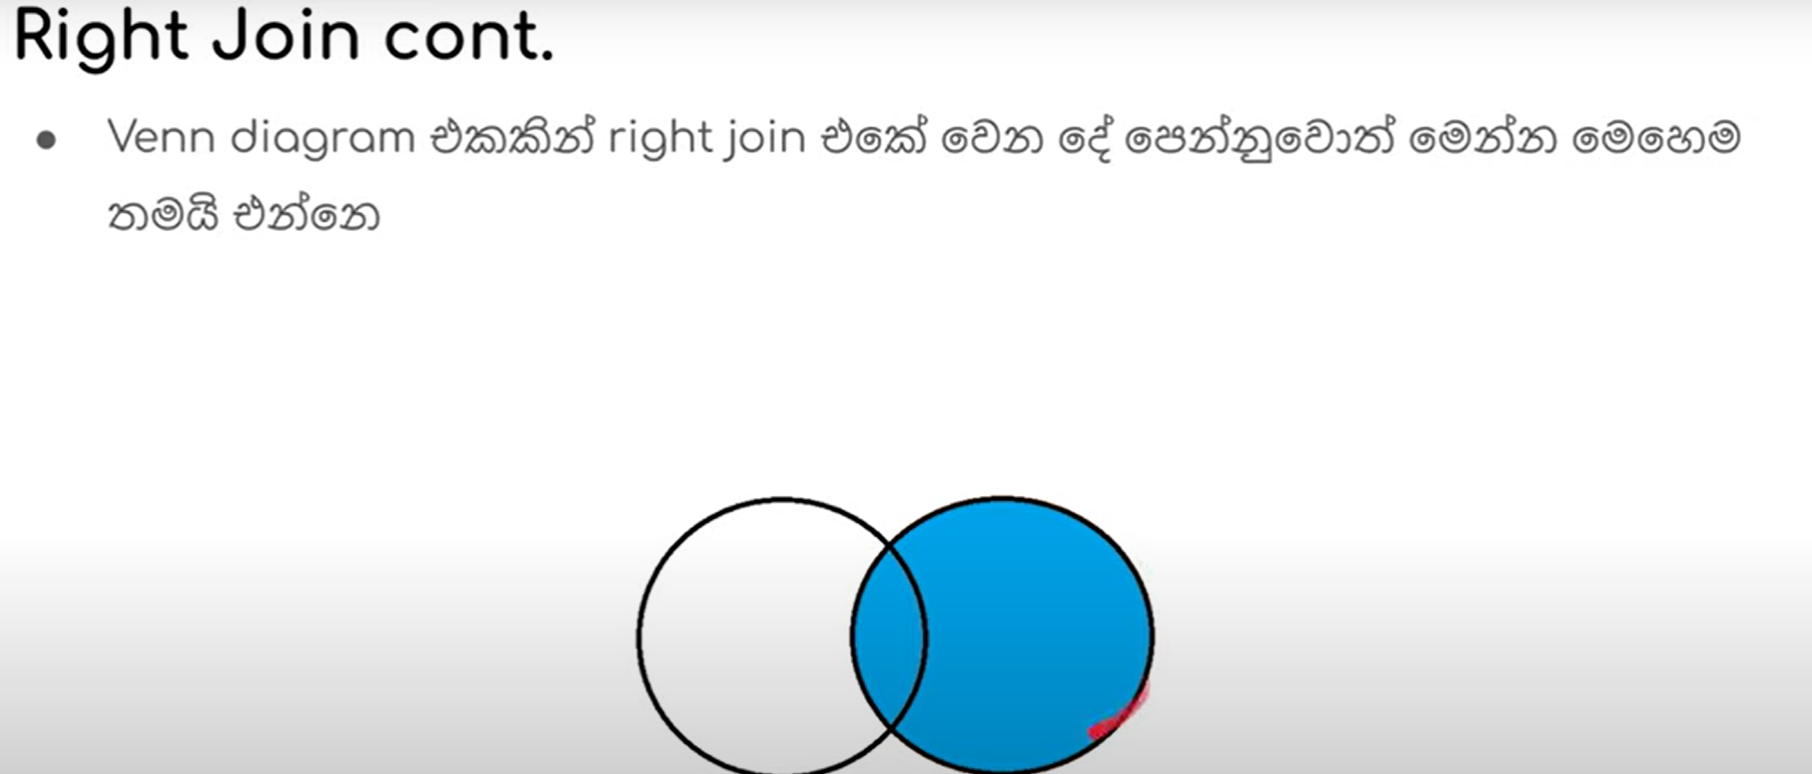 Right Join cont.
● Venn diagram එකකින් right join එකේ වෙන දේ පෙන්නුවොත් මෙන්න මෙහෙම
තමයි එන්නෙ